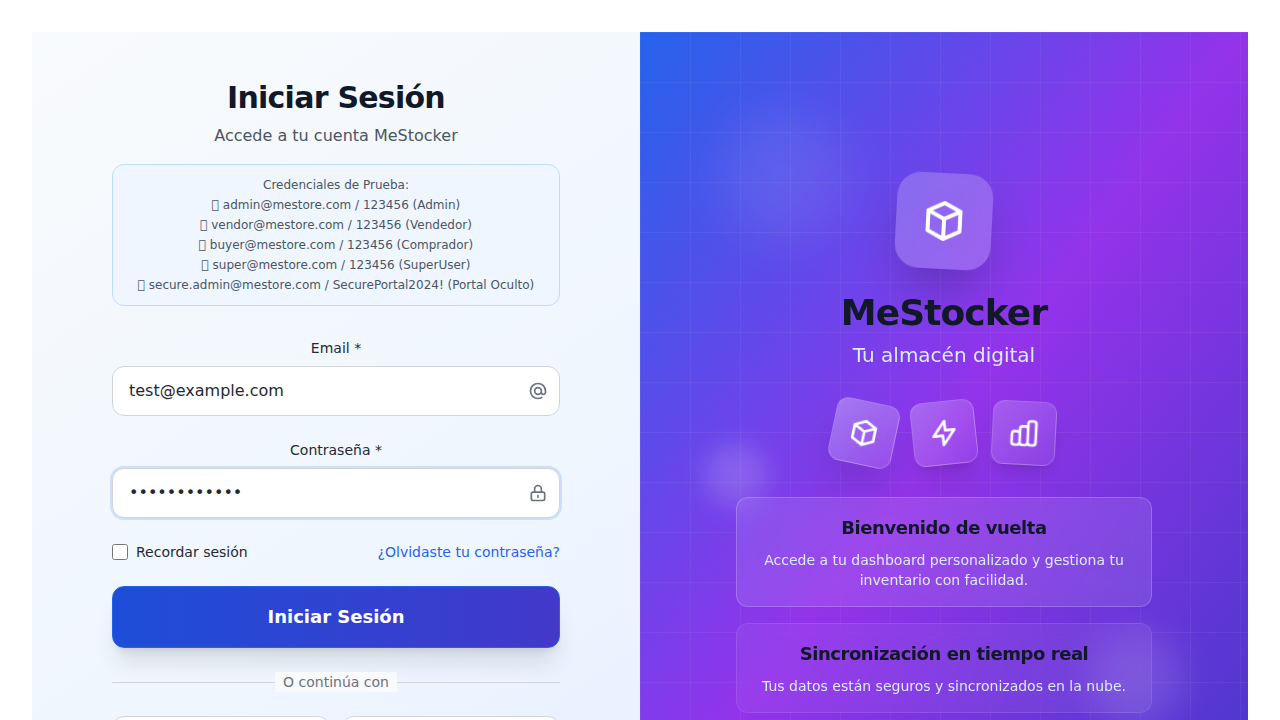 Iniciar Sesión
Accede a tu cuenta MeStocker
Credenciales de Prueba:
admin@mestore.com / 123456 (Admin)
vendor@mestore.com / 123456 (Vendedor)
buyer@mestore.com / 123456 (Comprador)
super@mestore.com / 123456 (SuperUser)
secure.admin@mestore.com / SecurePortal2024! (Portal Oculto)
Email *
test@example.com
Contraseña *
••••••••••••
Recordar sesión
¿Olvidaste tu contraseña?
Iniciar Sesión
O continúa con
MeStocker
Tu almacén digital
Bienvenido de vuelta
Accede a tu dashboard personalizado y gestiona tu
inventario con facilidad.
Sincronización en tiempo real
Tus datos están seguros y sincronizados en la nube.